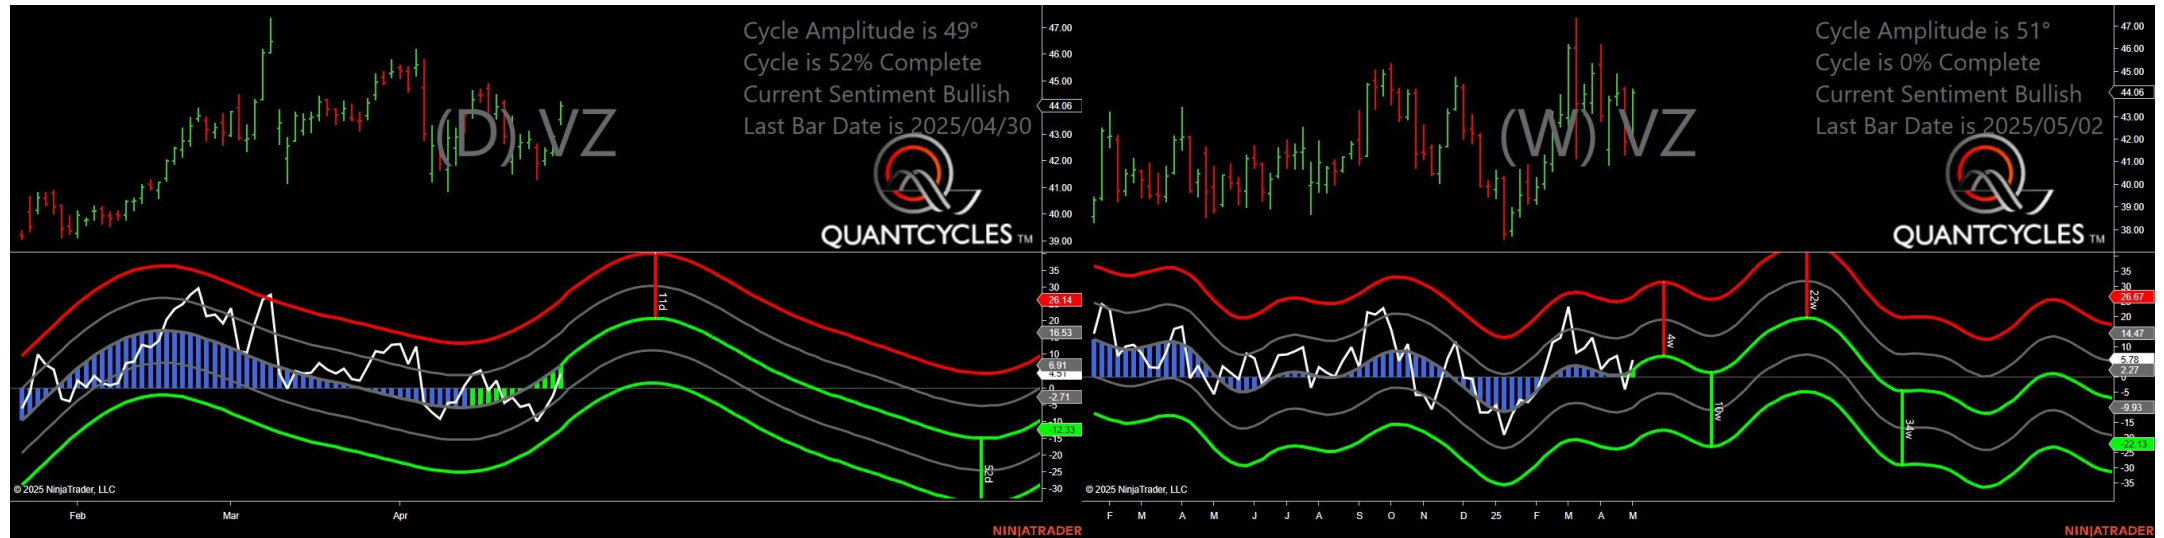 Cycle Amplitude is 49°
Cycle is 52% Complete
Current Sentiment Bullish
Last Bar Date is 2025/04/30
(D) VZ
QUANTCYCLES TM
47.00
46.00
45.00
44.06
43.00
42.00
41.00
40.00
39.00
11d
52d
35
26.14
20
16.53
10
6.91
4.51
0
-2.71
-5
-12.33
-15
-20
-25
-30
© 2025 NinjaTrader, LLC
Feb Mar Apr
NINJATRADER
Cycle Amplitude is 51°
Cycle is 0% Complete
Current Sentiment Bullish
Last Bar Date is 2025/05/02
(W) VZ
QUANTCYCLES TM
47.00
46.00
45.00
44.06
43.00
42.00
41.00
40.00
39.00
38.00
4w
10w
22w
34w
35
26.67
20
14.47
10
5.78
2.27
-5
-9.93
-15
-22.13
-30
-35
© 2025 NinjaTrader, LLC
F M A M J J A S O N D 25 F M A M
NINJATRADER